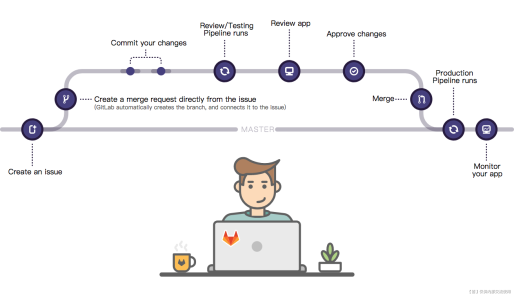 Review/Testing
Pipeline runs
Review app
Commit your changes
Approve changes
Production
Pipeline runs
Create a merge request directly from the issue
(GitLab automatically creates the branch, and connects it to the issue)
Merge
MASTER
Create an issue
Monitor
your app